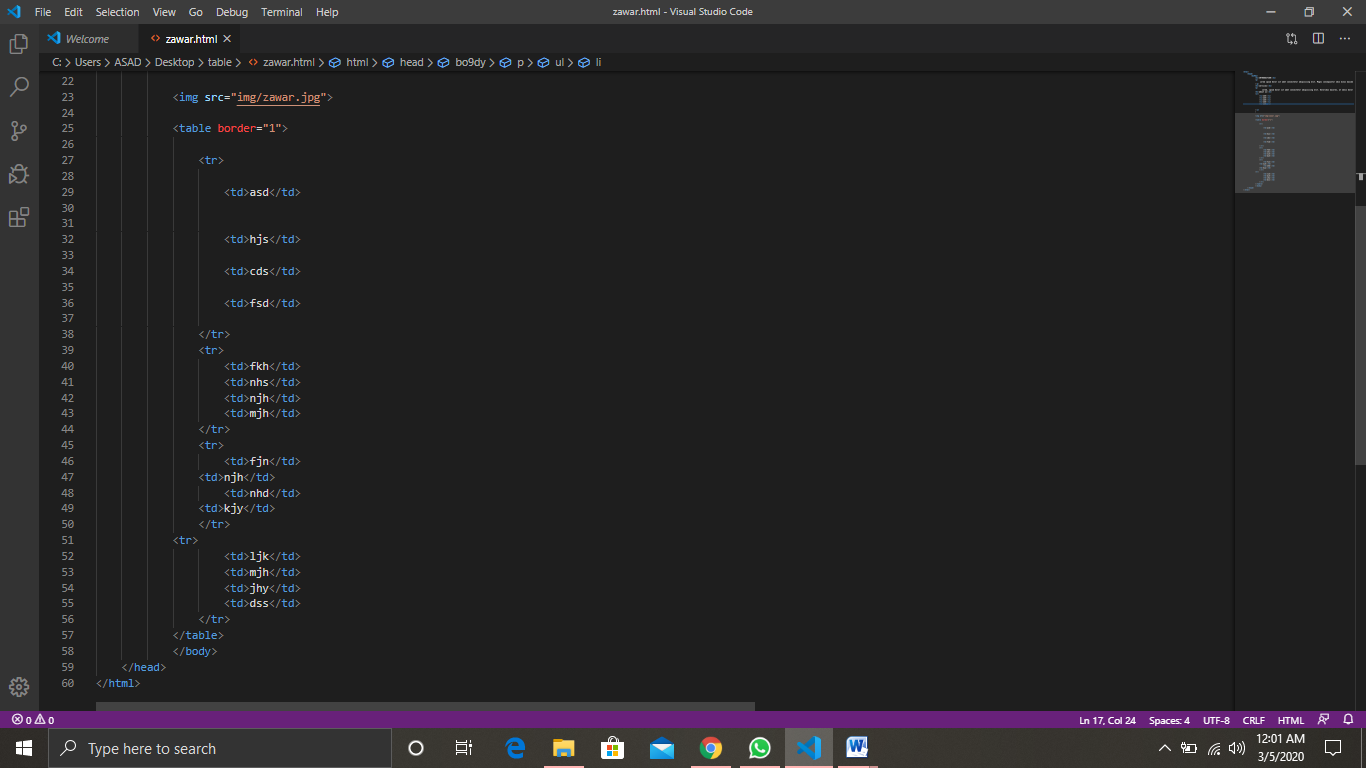 File Edit Selection View Go Debug Terminal Help zawar.html - Visual Studio Code
Welcome <> zawar.html ×
C: > Users > ASAD > Desktop > table > <> zawar.html > html > head > bo9dy > p > ul > li
22
23 <img src="img/zawar.jpg">
24
25 <table border="1">
26
27 <tr>
28
29 <td>asd</td>
30
31
32 <td>hjs</td>
33
34 <td>cds</td>
35
36 <td>fsd</td>
37
38 </tr>
39 <tr>
40 <td>fkh</td>
41 <td>nhs</td>
42 <td>njh</td>
43 <td>mjh</td>
44 </tr>
45 <tr>
46 <td>fjn</td>
47 <td>njh</td>
48 <td>nhd</td>
49 <td>kjy</td>
50 </tr>
51 <tr>
52 <td>ljk</td>
53 <td>mjh</td>
54 <td>jhy</td>
55 <td>dss</td>
56 </tr>
57 </table>
58 </body>
59 </head>
60 </html>
0 0 Ln 17, Col 24 Spaces: 4 UTF-8 CRLF HTML
Type here to search
12:01 AM
3/5/2020